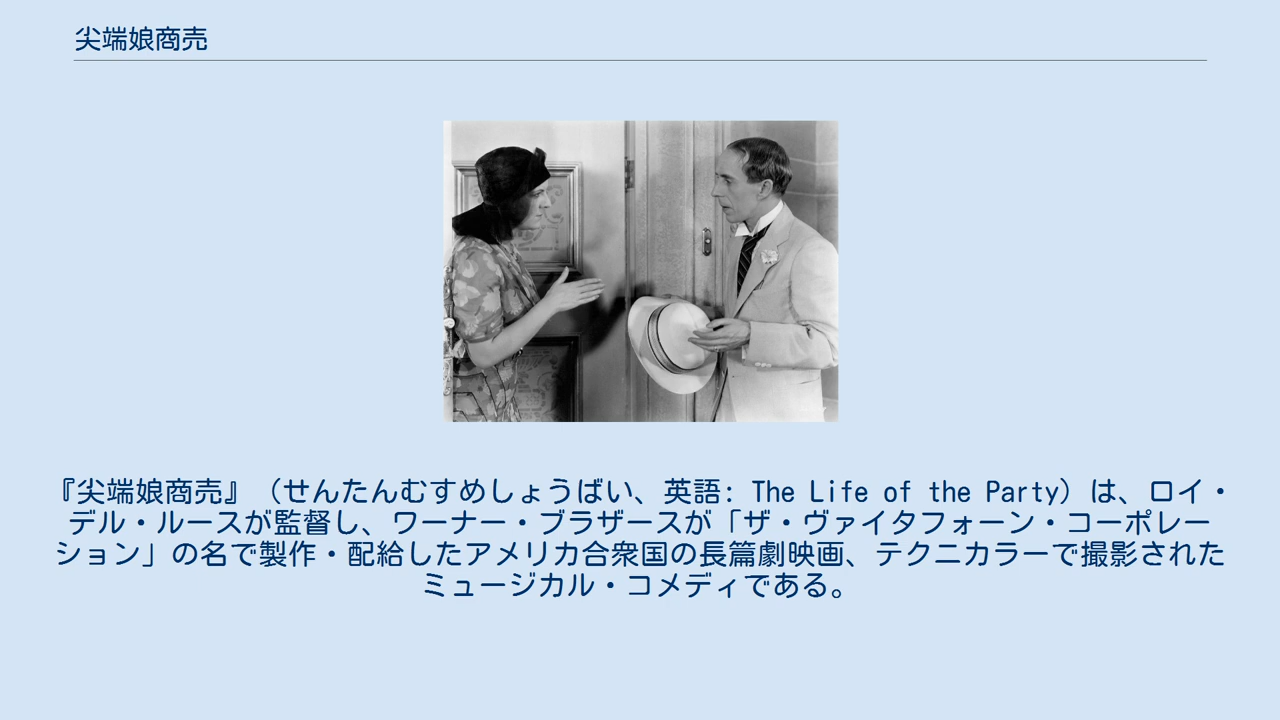 尖端娘商売
『尖端娘商売』（せんたんむすめしょうばい、英語: The Life of the Party）は、ロイ・
デル・ルースが監督し、ワーナー・ブラザースが「ザ・ヴァイタフォーン・コーポレー
ション」の名で製作・配給したアメリカ合衆国の長篇劇映画、テクニカラーで撮影された
ミュージカル・コメディである。